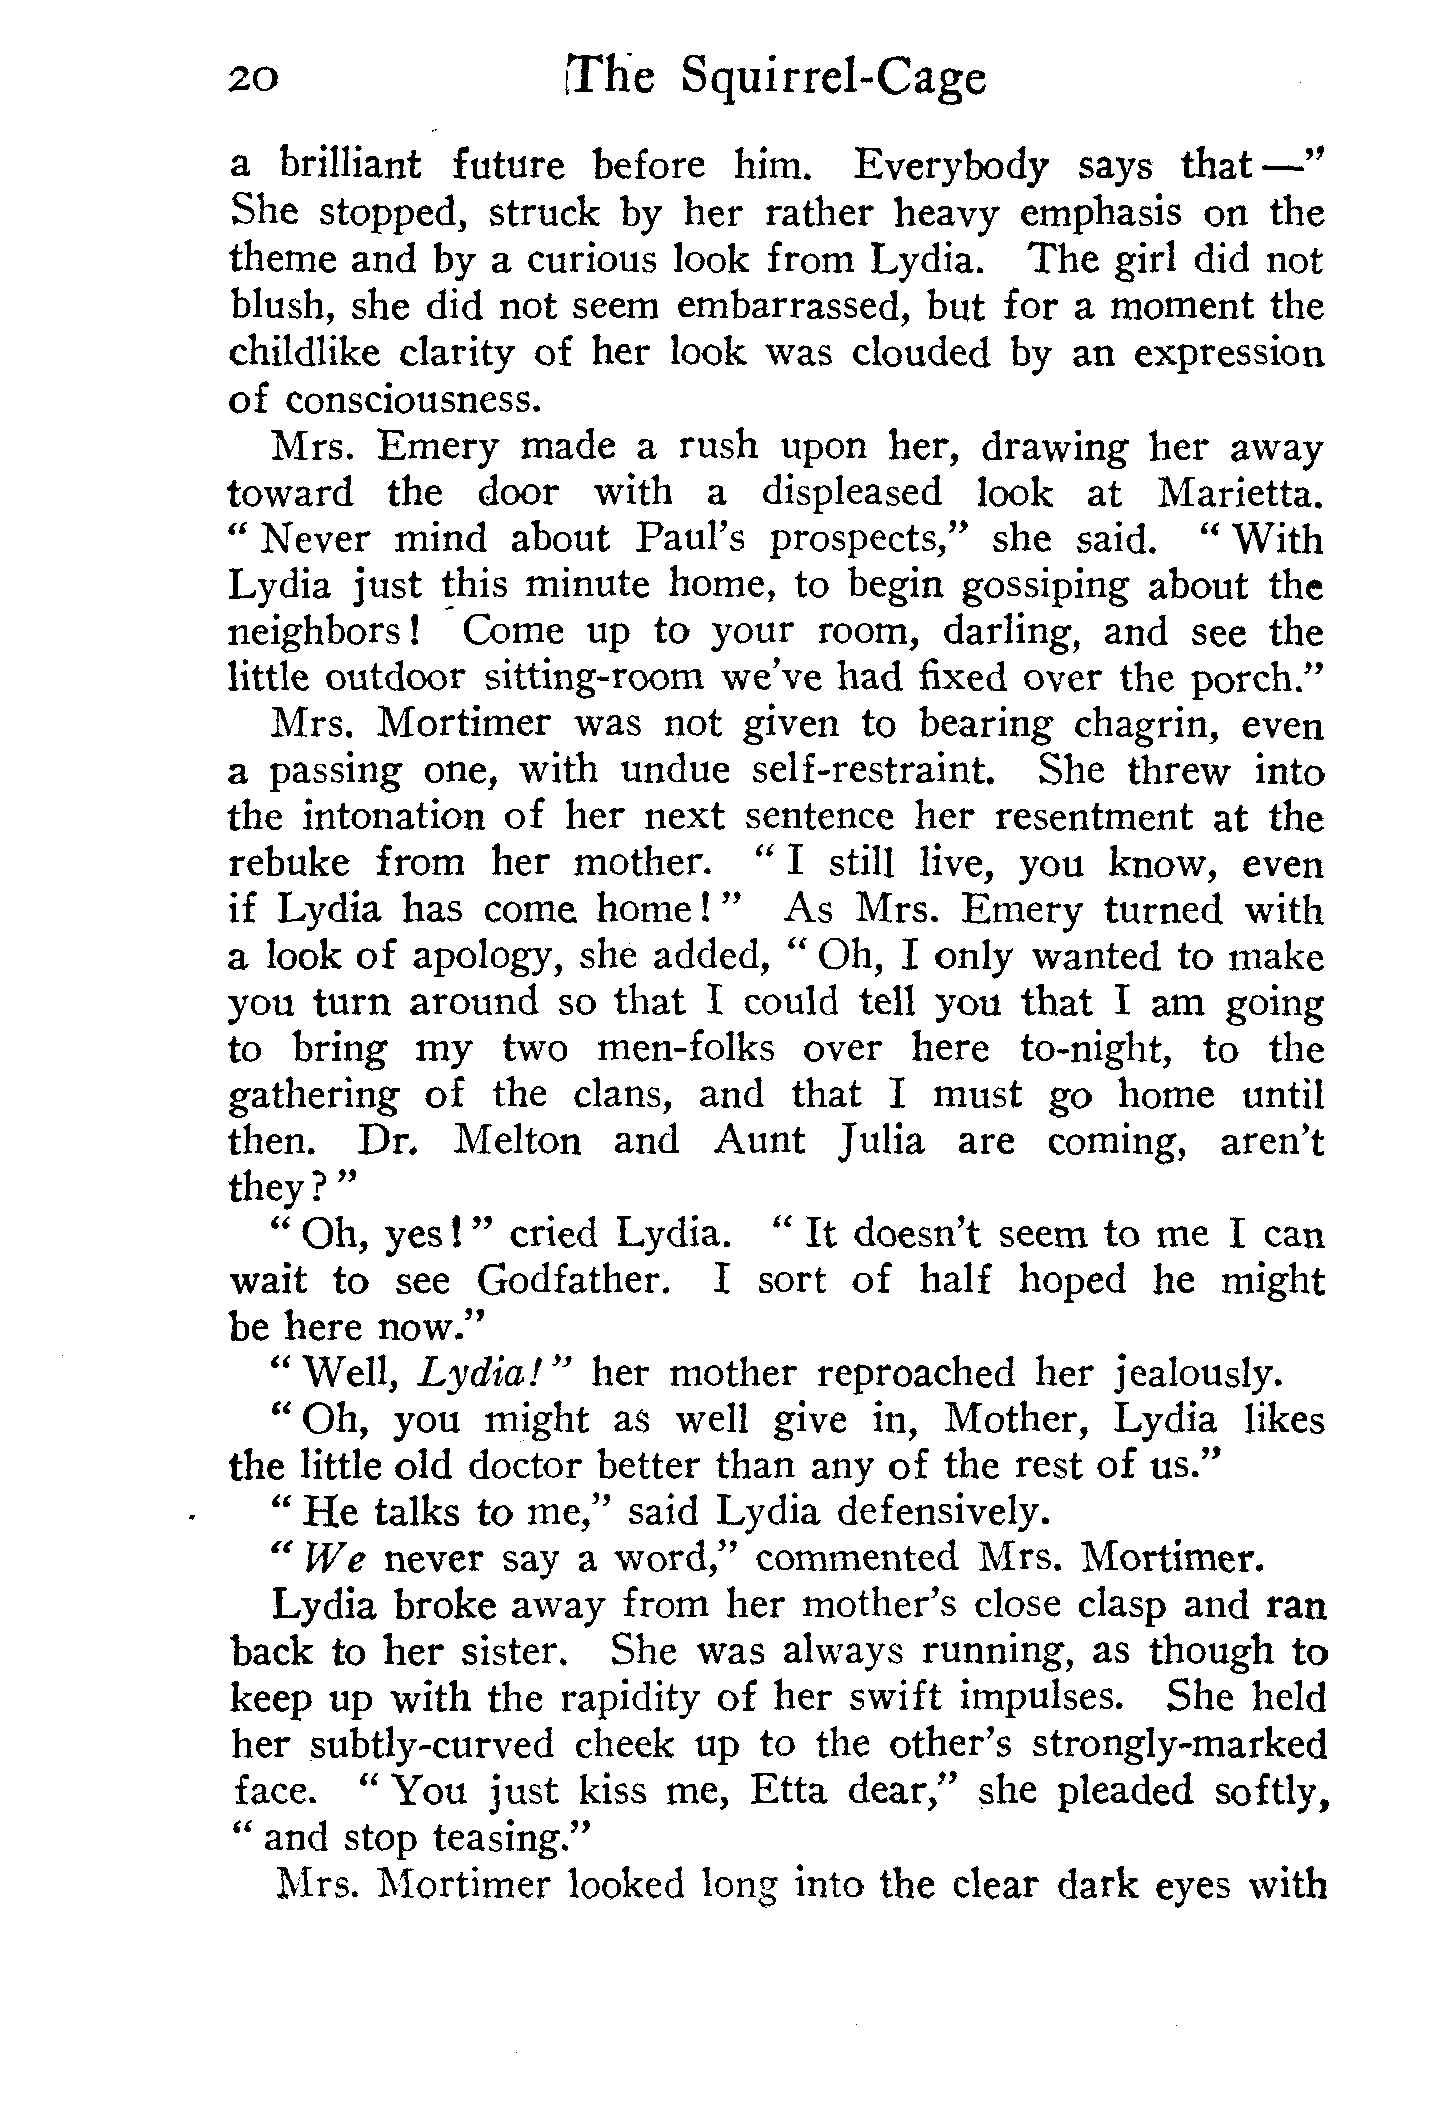 20 The Squirrel-Cage
a brilliant future before him. Everybody says that—”
She stopped, struck by her rather heavy emphasis on the
theme and by a curious look from Lydia. The girl did not
blush, she did not seem embarrassed, but for a moment the
childlike clarity of her look was clouded by an expression
of consciousness.
Mrs. Emery made a rush upon her, drawing her away
toward the door with a displeased look at Marietta.
“ Never mind about Paul’s prospects,” she said. “ With
Lydia just this minute home, to begin gossiping about the
neighbors! Come up to your room, darling, and see the
little outdoor sitting-room we’ve had fixed over the porch.”
Mrs. Mortimer was not given to bearing chagrin, even
a passing one, with undue self-restraint. She threw into
the intonation of her next sentence her resentment at the
rebuke from her mother. “ I still live, you know, even
if Lydia has come home! ” As Mrs. Emery turned with
a look of apology, she added, “ Oh, I only wanted to make
you turn around so that I could tell you that I am going
to bring my two men-folks over here to-night, to the
gathering of the clans, and that I must go home until
then. Dr. Melton and Aunt Julia are coming, aren’t
they? ”
“ Oh, yes! ” cried Lydia. “ It doesn’t seem to me I can
wait to see Godfather. I sort of half hoped he might
be here now.”
“ Well, Lydia! ” her mother reproached her jealously.
“ Oh, you might as well give in, Mother, Lydia likes
the little old doctor better than any of the rest of us.”
“ He talks to me,” said Lydia defensively.
“ We never say a word,” commented Mrs. Mortimer.
Lydia broke away from her mother’s close clasp and ran
back to her sister. She was always running, as though to
keep up with the rapidity of her swift impulses. She held
her subtly-curved cheek up to the other’s strongly-marked
face. “ You just kiss me, Etta dear,” she pleaded softly,
“ and stop teasing.”
Mrs. Mortimer looked long into the clear dark eyes with